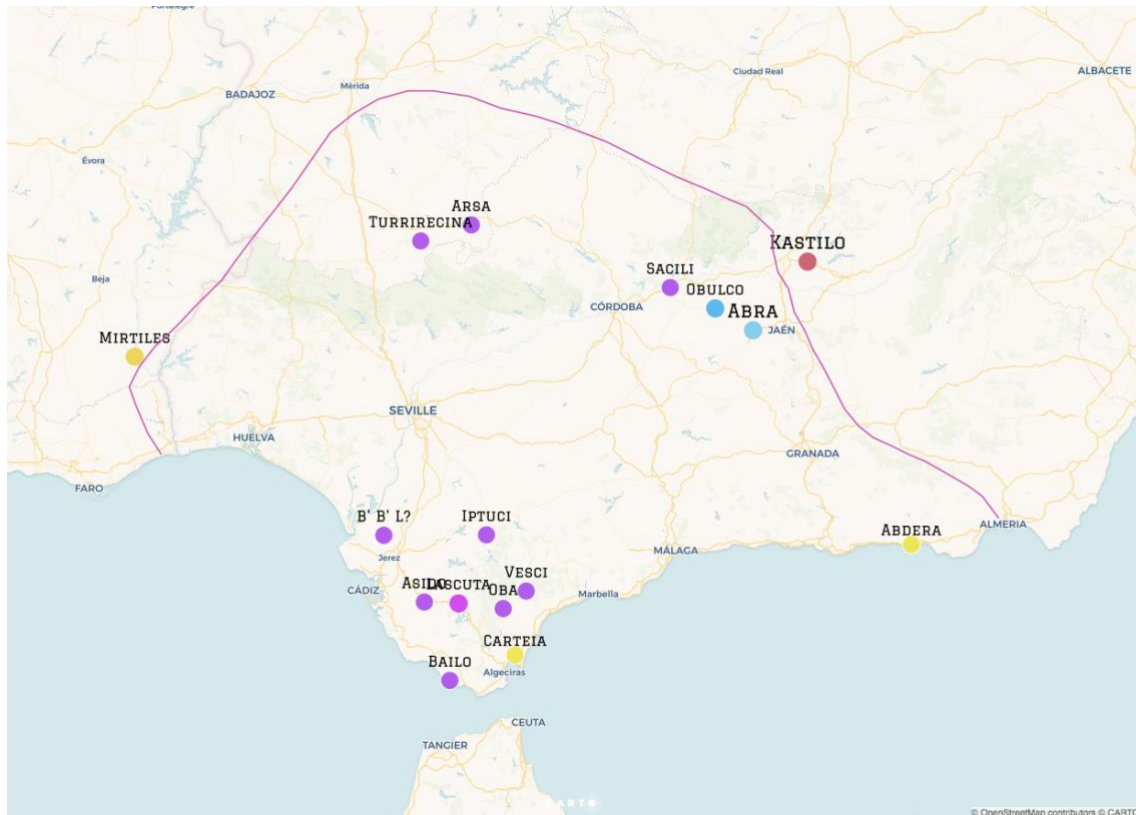 Portalegre
BADAJOZ
Mérida
Ciudad Real
ALBACETE
Évora
ARSA
TURRIRECINA
KASTILO
Beja
SACILI
OBULCO
CÓRDOBA
ABRA
JAÉN
MIRTILES
SEVILLE
HUELVA
GRANADA
FARO
B' B' L?
IPTUCI
ABDERA
ALMERIA
Jerez
MÁLAGA
VESCI
ASIDO
LASCUTA
OBA
CÁDIZ
Marbella
CARTEIA
BAILO
Algeciras
CEUTA
TANGIER
© OpenStreetMap contributors © CARTO